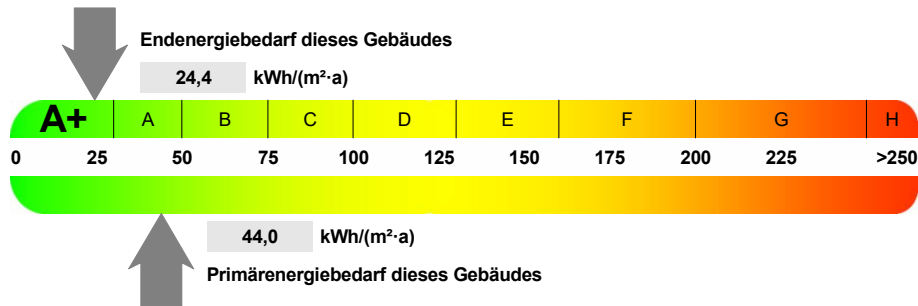 Endenergiebedarf dieses Gebäudes
24,4 kWh/(m²·a)
A+ A B C D E F G H
0 25 50 75 100 125 150 175 200 225 >250
44,0 kWh/(m²·a)
Primärenergiebedarf dieses Gebäudes